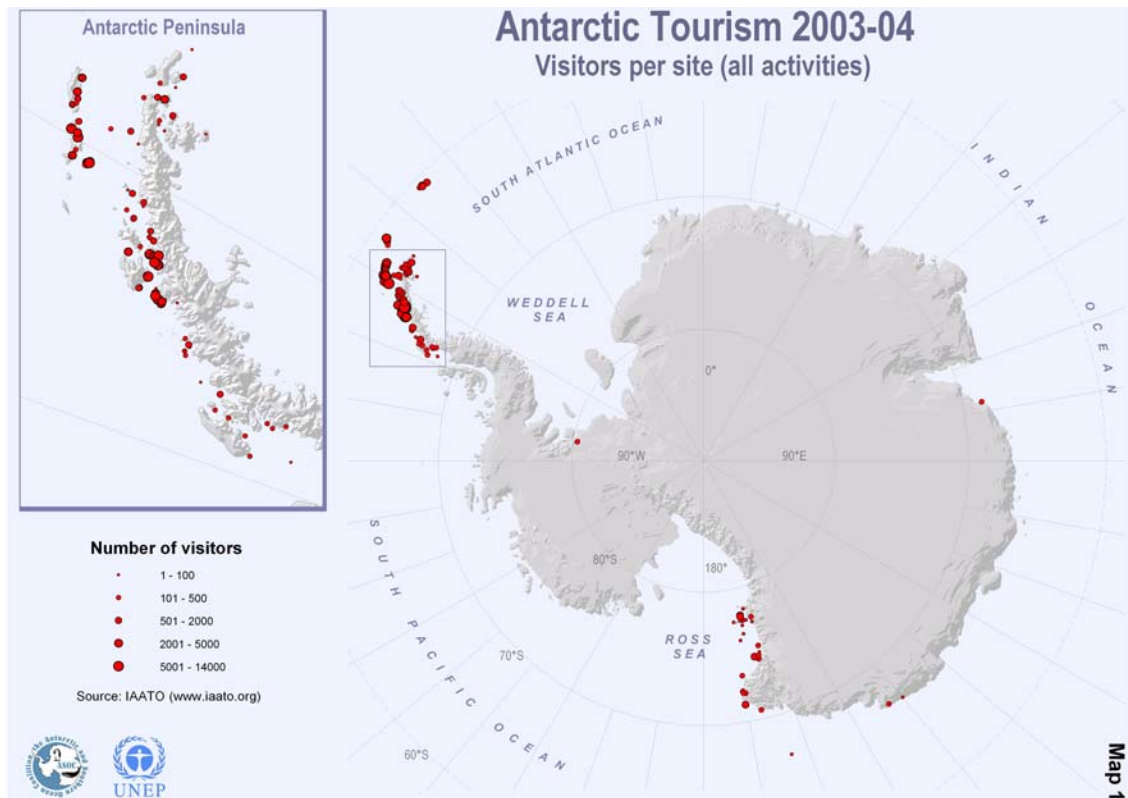 Antarctic Peninsula
Antarctic Tourism 2003-04
Visitors per site (all activities)
SOUTH ATLANTIC OCEAN
INDIAN
OCEAN
WEDDELL
SEA
0°
90°W
90°E
80°S
180°
ROSS
SEA
70°S
60°S
SOUTH PACIFIC OCEAN
Number of visitors
1 - 100
101 - 500
501 - 2000
2001 - 5000
5001 - 14000
Source: IAATO (www.iaato.org)
ASOC
UNEP
Map 1